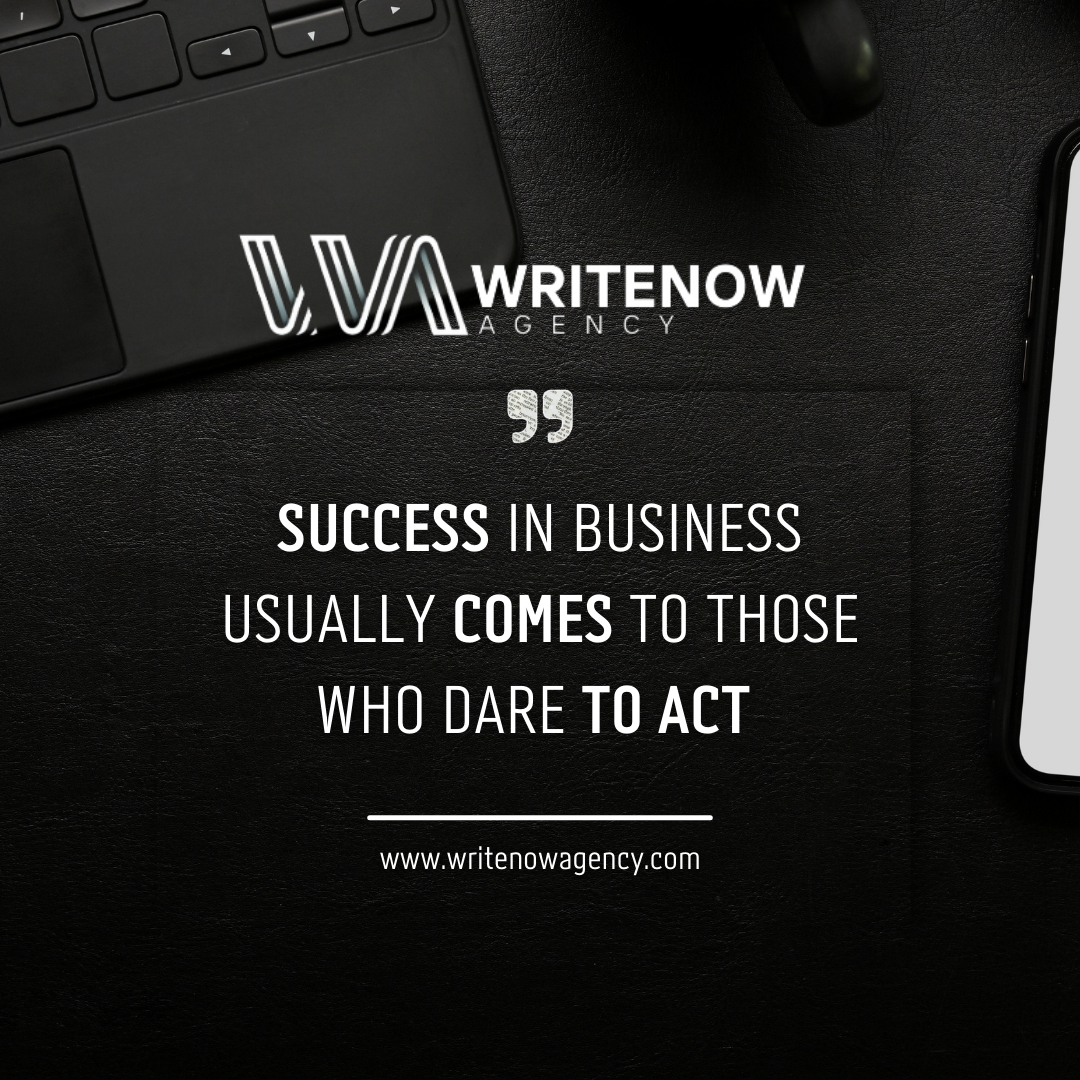 WRITENOW
AGENCY
”
SUCCESS IN BUSINESS
USUALLY COMES TO THOSE
WHO DARE TO ACT
www.writenowagency.com